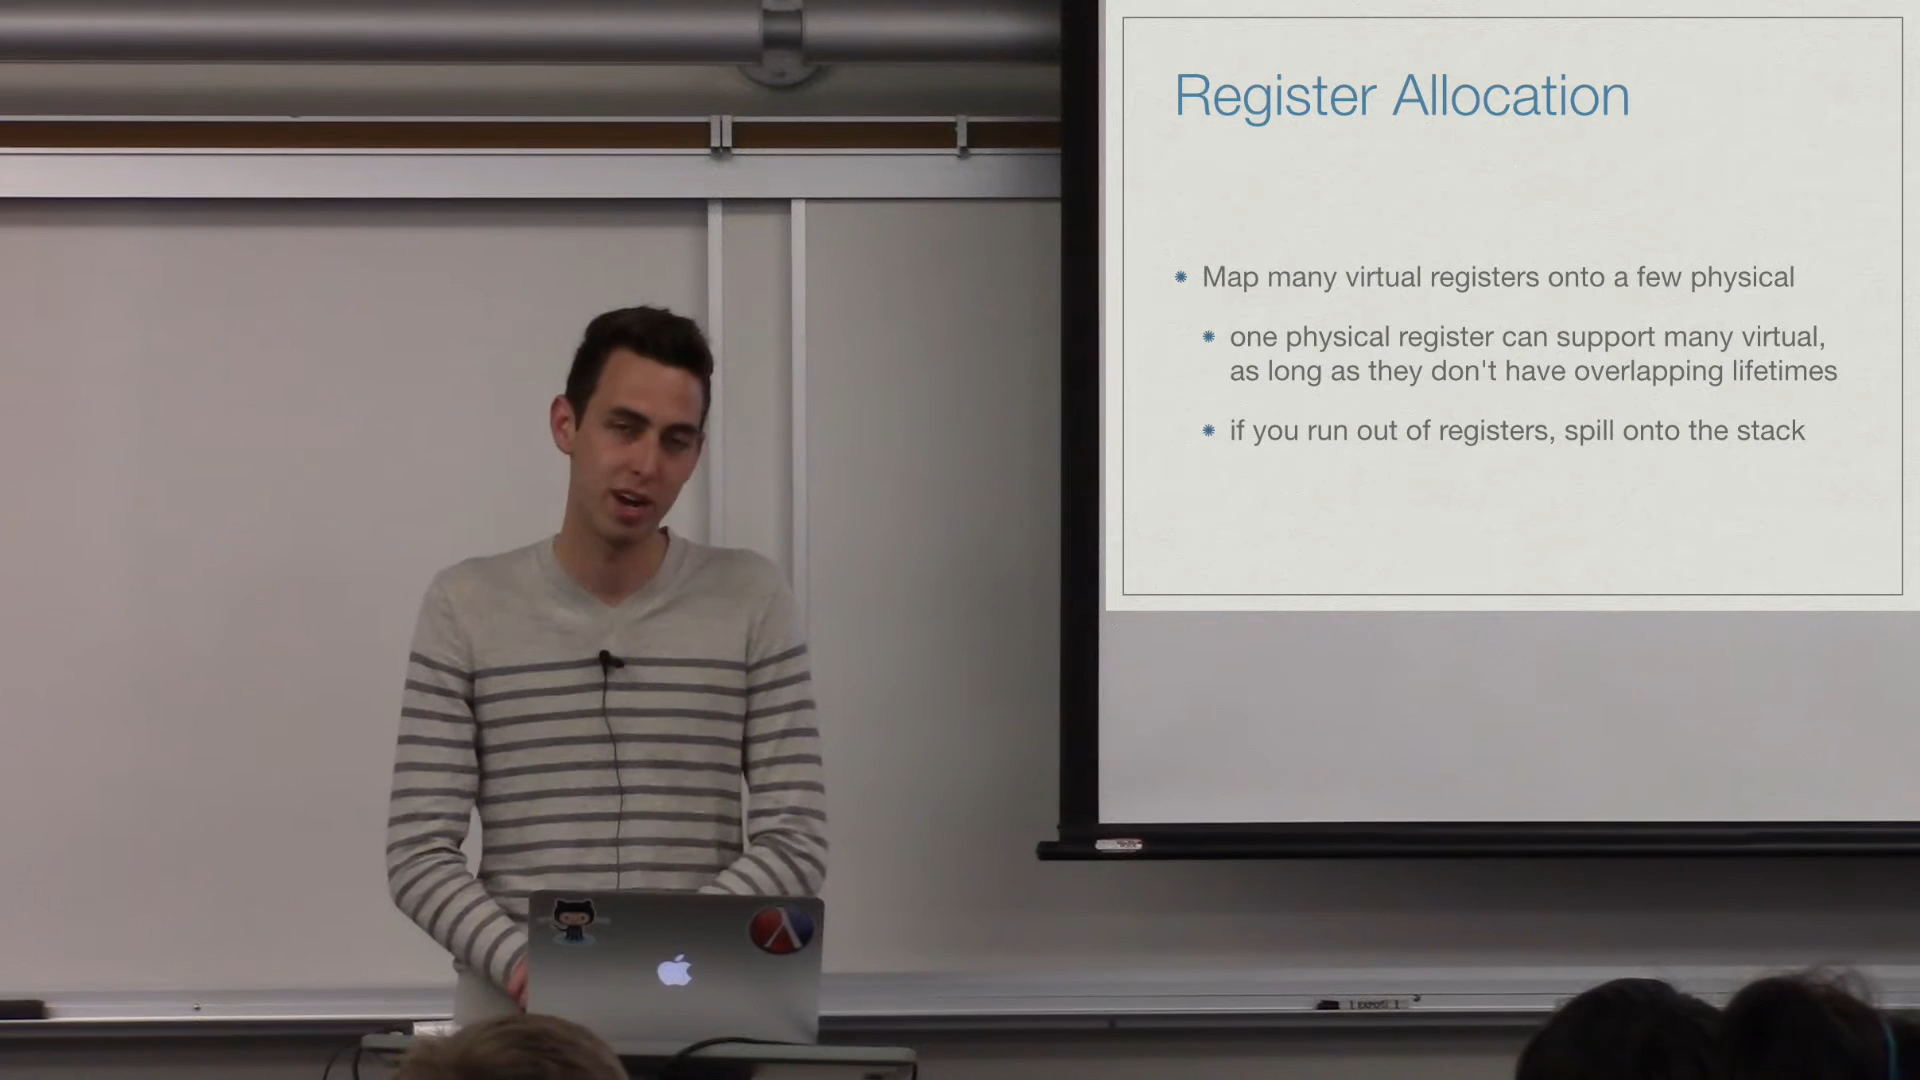 Register Allocation
Map many virtual registers onto a few physical
one physical register can support many virtual,
as long as they don't have overlapping lifetimes
if you run out of registers, spill onto the stack
EXPO